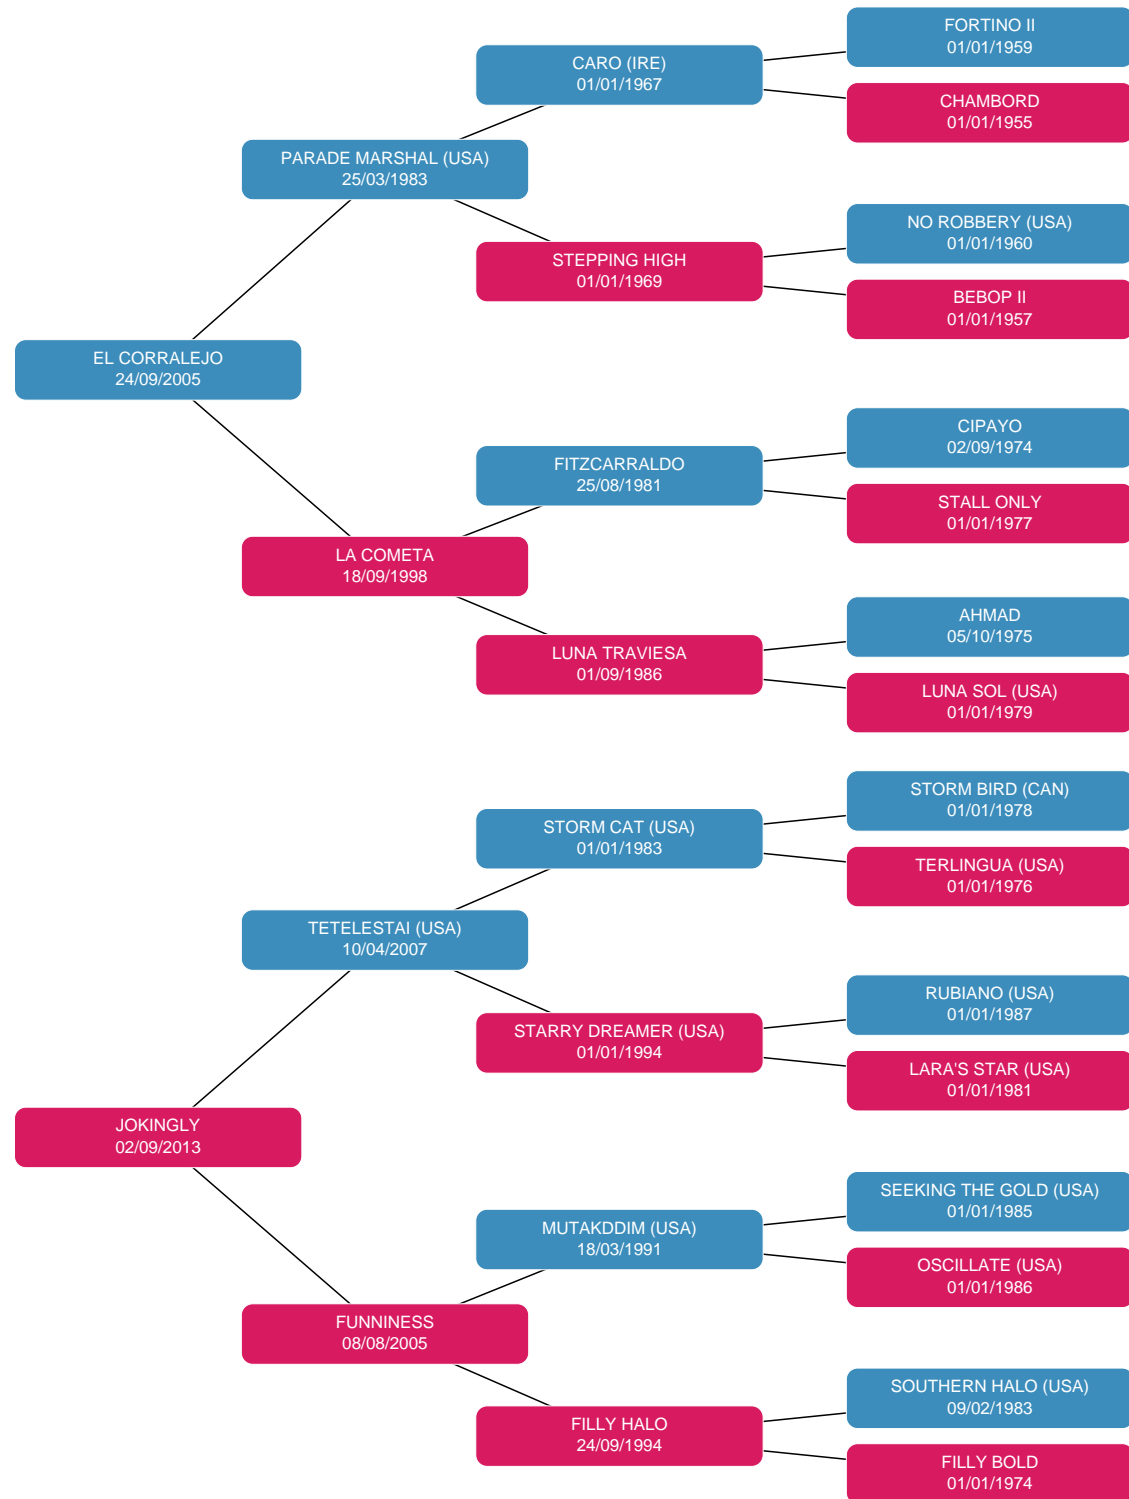 FORTINO II
01/01/1959
CARO (IRE)
01/01/1967
CHAMBORD
01/01/1955
PARADE MARSHAL (USA)
25/03/1983
NO ROBBERY (USA)
01/01/1960
STEPPING HIGH
01/01/1969
BEBOP II
01/01/1957
EL CORRALEJO
24/09/2005
CIPAYO
02/09/1974
FITZCARRALDO
25/08/1981
STALL ONLY
01/01/1977
LA COMETA
18/09/1998
AHMAD
05/10/1975
LUNA TRAVIESA
01/09/1986
LUNA SOL (USA)
01/01/1979
STORM BIRD (CAN)
01/01/1978
STORM CAT (USA)
01/01/1983
TERLINGUA (USA)
01/01/1976
TETELESTAI (USA)
10/04/2007
RUBIANO (USA)
01/01/1987
STARRY DREAMER (USA)
01/01/1994
LARA'S STAR (USA)
01/01/1981
JOKINGLY
02/09/2013
SEEKING THE GOLD (USA)
01/01/1985
MUTAKDDIM (USA)
18/03/1991
OSCILLATE (USA)
01/01/1986
FUNNINESS
08/08/2005
SOUTHERN HALO (USA)
09/02/1983
FILLY HALO
24/09/1994
FILLY BOLD
01/01/1974